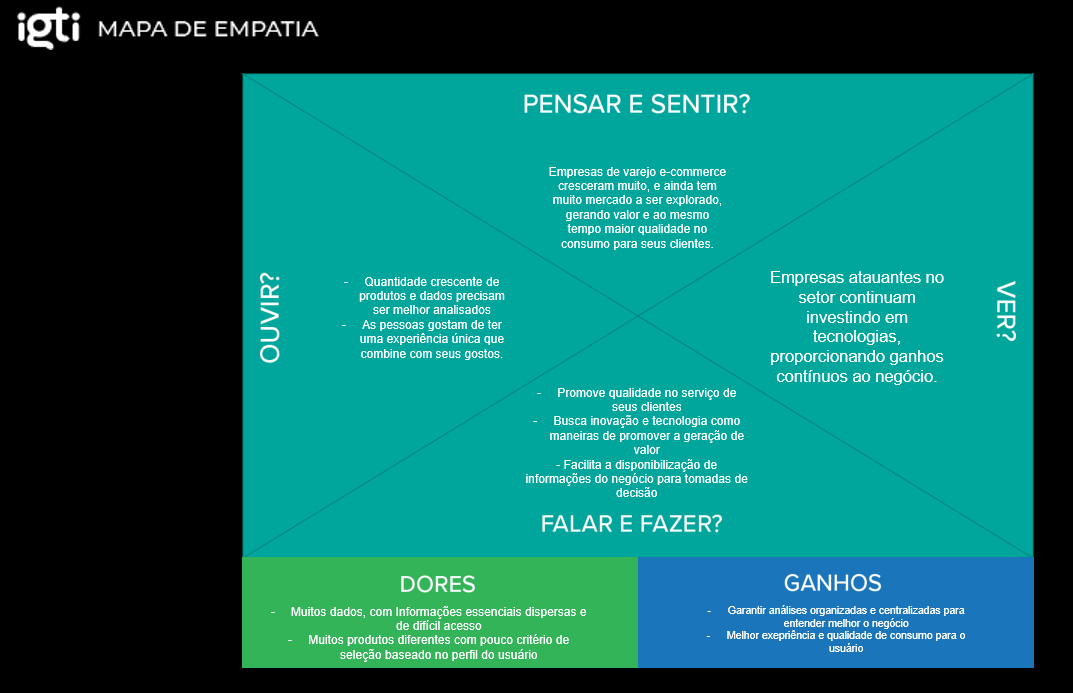 igti MAPA DE EMPATIA
PENSAR E SENTIR?
Empresas de varejo e-commerce
cresceram muito, e ainda tem
muito mercado a ser explorado,
gerando valor e ao mesmo
tempo maior qualidade no
consumo para seus clientes.
OUVIR?
- Quantidade crescente de
produtos e dados precisam
ser melhor analisados
- As pessoas gostam de ter
uma experiência única que
combine com seus gostos.
Empresas atauantes no
setor continuam
investindo em
tecnologias,
proporcionando ganhos
contínuos ao negócio.
VER?
- Promove qualidade no serviço de
seus clientes
- Busca inovação e tecnologia como
maneiras de promover a geração de
valor
- Facilita a disponibilização de
informações do negócio para tomadas de
decisão
FALAR E FAZER?
DORES
- Muitos dados, com Informações essenciais dispersas e
de difícil acesso
- Muitos produtos diferentes com pouco critério de
seleção baseado no perfil do usuário
GANHOS
- Garantir análises organizadas e centralizadas para
entender melhor o negócio
- Melhor exepriência e qualidade de consumo para o
usuário